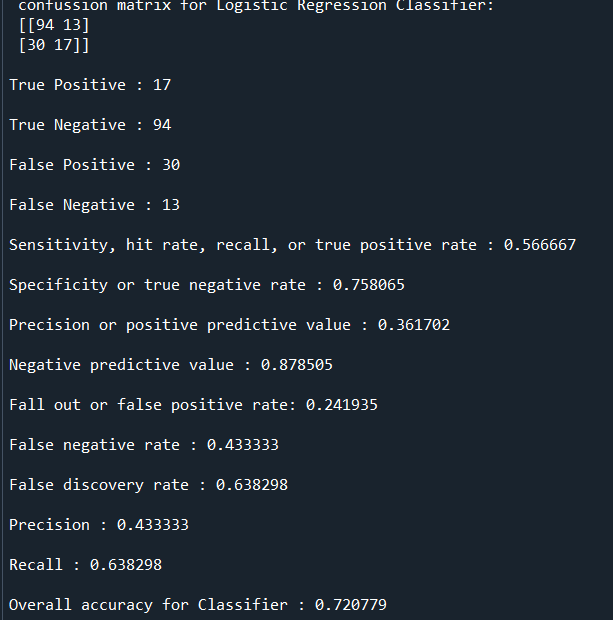 confussion matrix for Logistic Regression Classifier:
[[94 13]
[30 17]]
True Positive : 17
True Negative : 94
False Positive : 30
False Negative : 13
Sensitivity, hit rate, recall, or true positive rate : 0.566667
Specificity or true negative rate : 0.758065
Precision or positive predictive value : 0.361702
Negative predictive value : 0.878505
Fall out or false positive rate: 0.241935
False negative rate : 0.433333
False discovery rate : 0.638298
Precision : 0.433333
Recall : 0.638298
Overall accuracy for Classifier : 0.720779